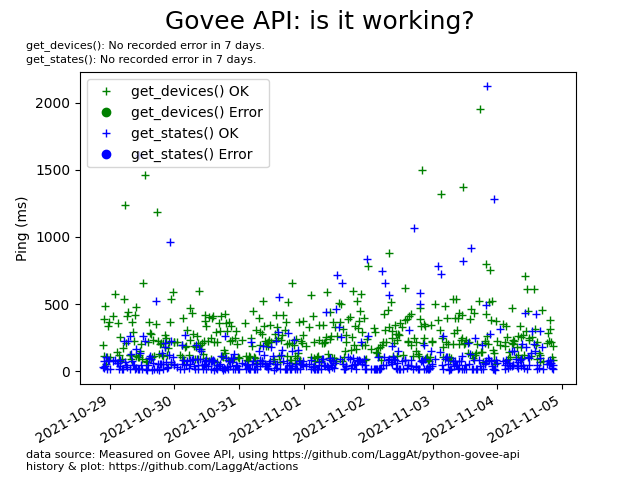 Govee API: is it working?
get_devices(): No recorded error in 7 days.
get_states(): No recorded error in 7 days.
get_devices() OK
get_devices() Error
get_states() OK
get_states() Error
Ping (ms)
2000
1500
1000
500
0
2021-10-29
2021-10-30
2021-10-31
2021-11-01
2021-11-02
2021-11-03
2021-11-04
2021-11-05
data source: Measured on Govee API, using https://github.com/LaggAt/python-govee-api
history & plot: https://github.com/LaggAt/actions